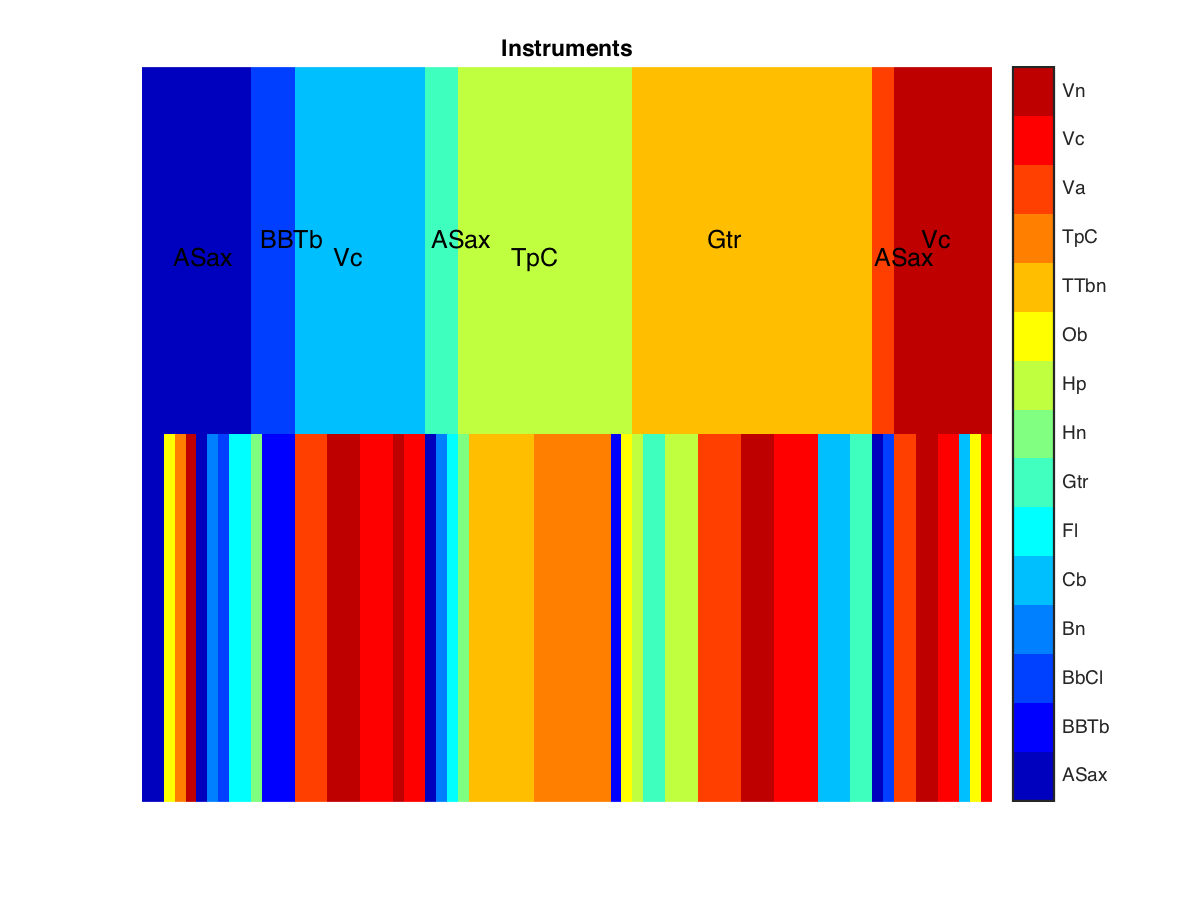 Instruments
ASax
BBTb
Vc
ASax
TpC
Gtr
ASax
Vc
Vn
Vc
Va
TpC
TTbn
Ob
Hp
Hn
Gtr
Fl
Cb
Bn
BbCl
BBTb
ASax